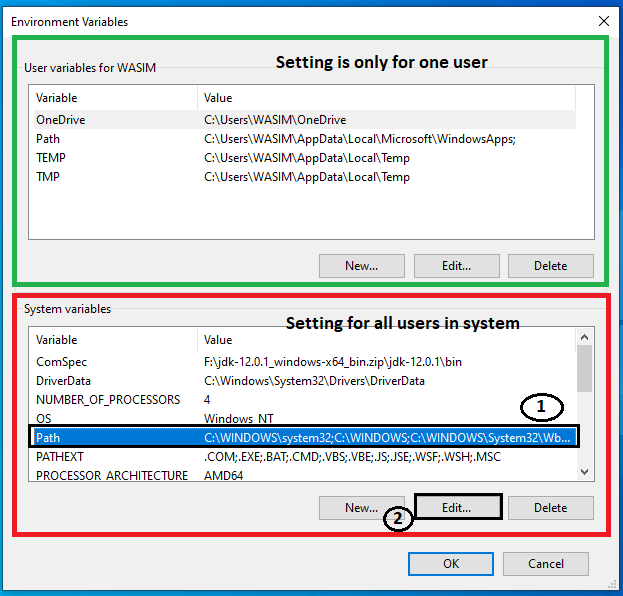 Environment Variables
User variables for WASIM
Setting is only for one user
Variable Value
OneDrive C:\Users\WASIM\OneDrive
Path C:\Users\WASIM\AppData\Local\Microsoft\WindowsApps;
TEMP C:\Users\WASIM\AppData\Local\Temp
TMP C:\Users\WASIM\AppData\Local\Temp
New... Edit... Delete
System variables
Setting for all users in system
Variable Value
ComSpec F:\jdk-12.0.1_windows-x64_bin.zip\jdk-12.0.1\bin
DriverData C:\Windows\System32\Drivers\DriverData
NUMBER_OF_PROCESSORS 4
OS Windows_NT
1
Path C:\WINDOWS\system32;C:\WINDOWS;C:\WINDOWS\System32\Wb...
PATHEXT .COM;.EXE;.BAT;.CMD;.VBS;.VBE;.JS;.JSE;.WSF;.WSH;.MSC
PROCESSOR_ARCHITECTURE AMD64
New... Edit... Delete
2
OK Cancel